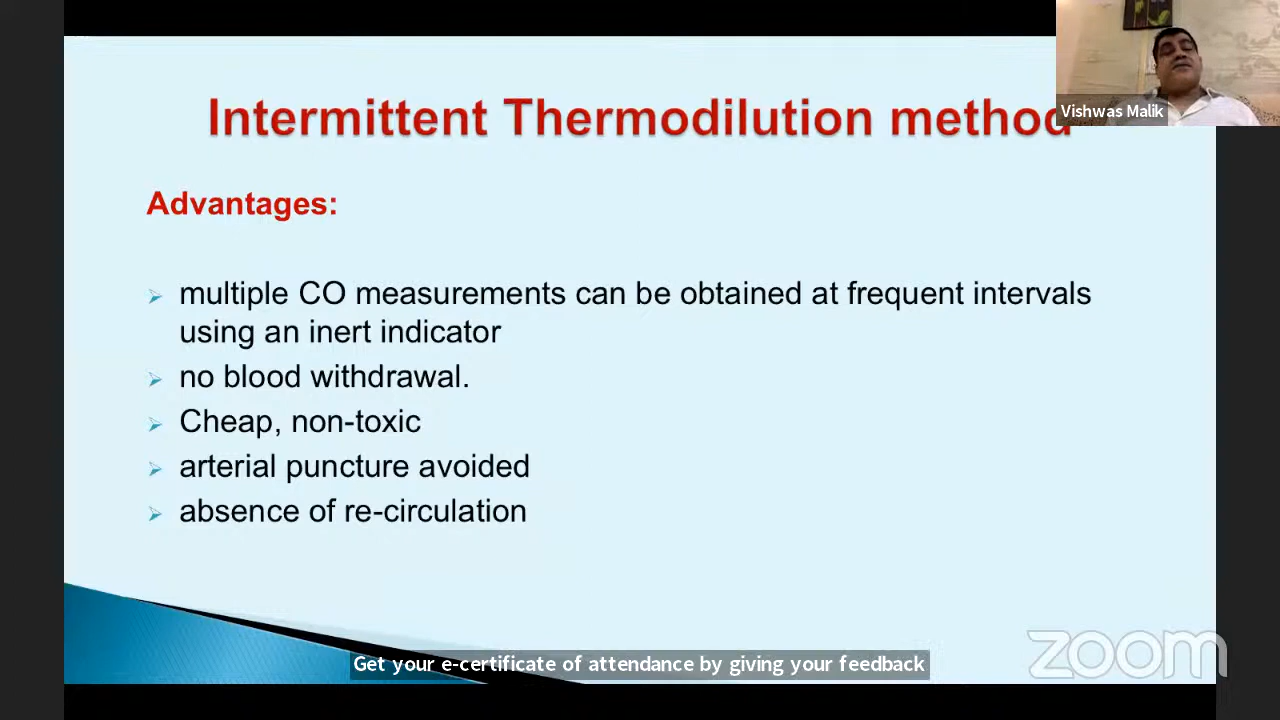 Intermittent Thermodilution method
Vishwas Malik
Advantages:
multiple CO measurements can be obtained at frequent intervals
using an inert indicator
no blood withdrawal.
Cheap, non-toxic
arterial puncture avoided
absence of re-circulation
zoom
Get your e-certificate of attendance by giving your feedback